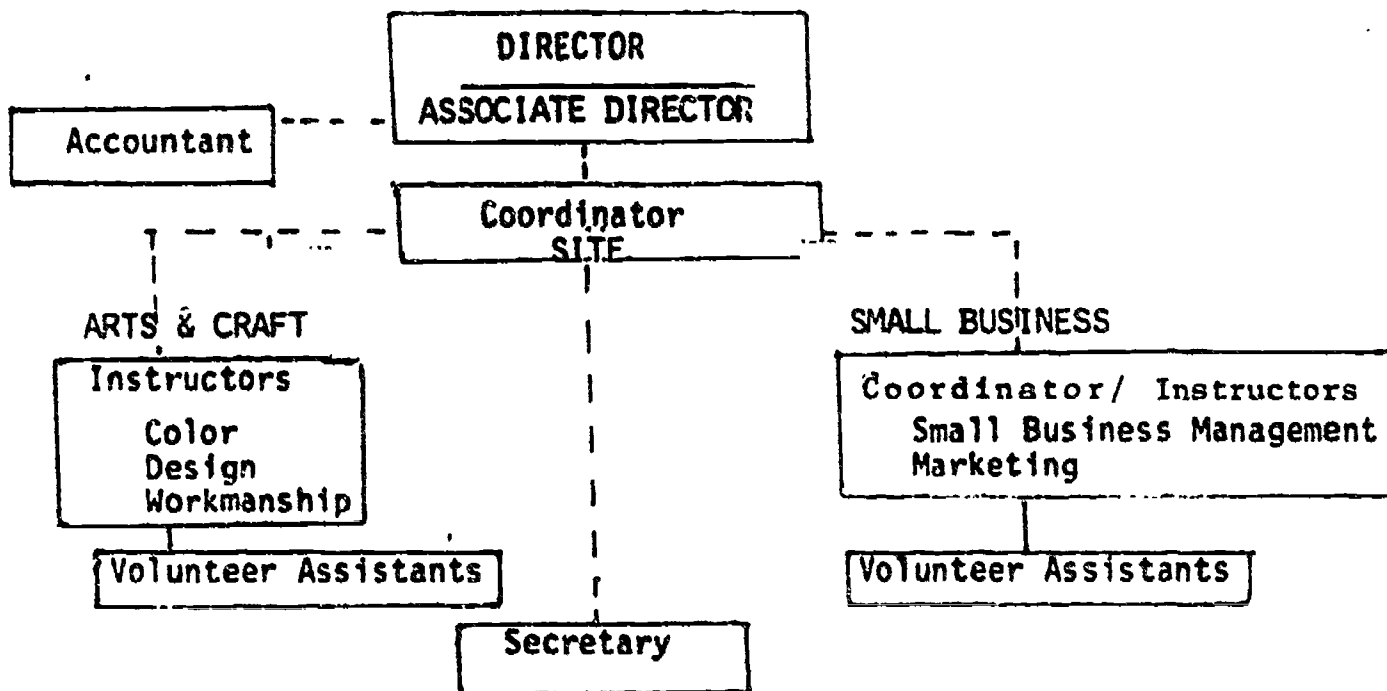 DIRECTOR
ASSOCIATE DIRECTOR
Accountant
Coordinator
SITE
ARTS & CRAFT
Instructors
Color
Design
Workmanship
Volunteer Assistants
SMALL BUSINESS
Coordinator/ Instructors
Small Business Management
Marketing
Volunteer Assistants
Secretary